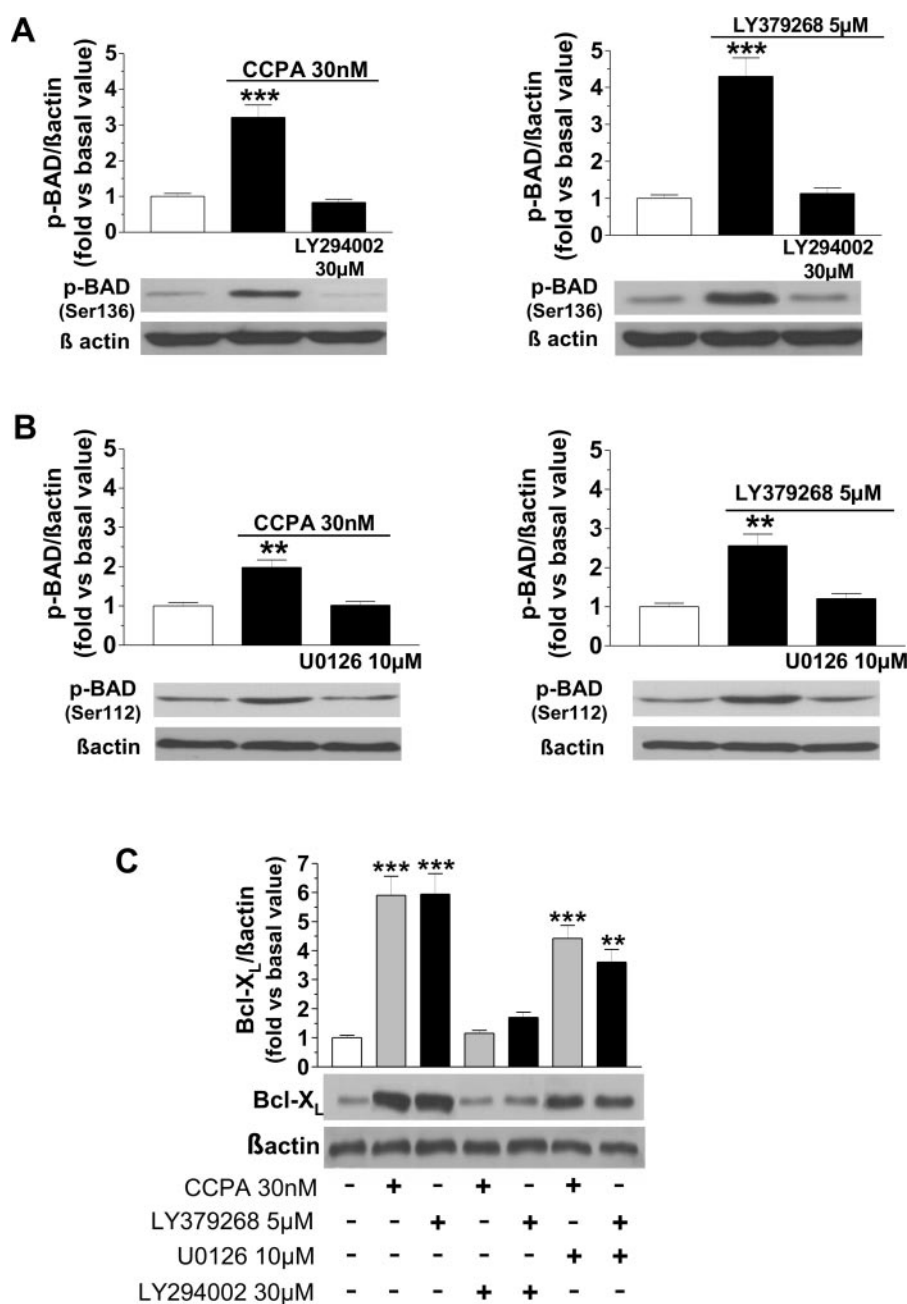 A
p-BAD/ßactin
(fold vs basal value)
5
4
3
2
1
0
CCPA 30nM
***
LY294002
30µM
p-BAD
(Ser136)
ß actin
p-BAD/ßactin
(fold vs basal value)
5
4
3
2
1
0
LY379268 5µM
***
LY294002
30µM
p-BAD
(Ser136)
ß actin
B
p-BAD/ßactin
(fold vs basal value)
5
4
3
2
1
0
CCPA 30nM
**
U0126 10µM
p-BAD
(Ser112)
ßactin
p-BAD/ßactin
(fold vs basal value)
5
4
3
2
1
0
LY379268 5µM
**
U0126 10µM
p-BAD
(Ser112)
ßactin
C
Bcl-XL/ßactin
(fold vs basal value)
7
6
5
4
3
2
1
0
*** *** *** **
Bcl-XL
ßactin
CCPA 30nM - + - + - + -
LY379268 5µM - - + - + - +
U0126 10µM - - - - - + +
LY294002 30µM - - - + + - -